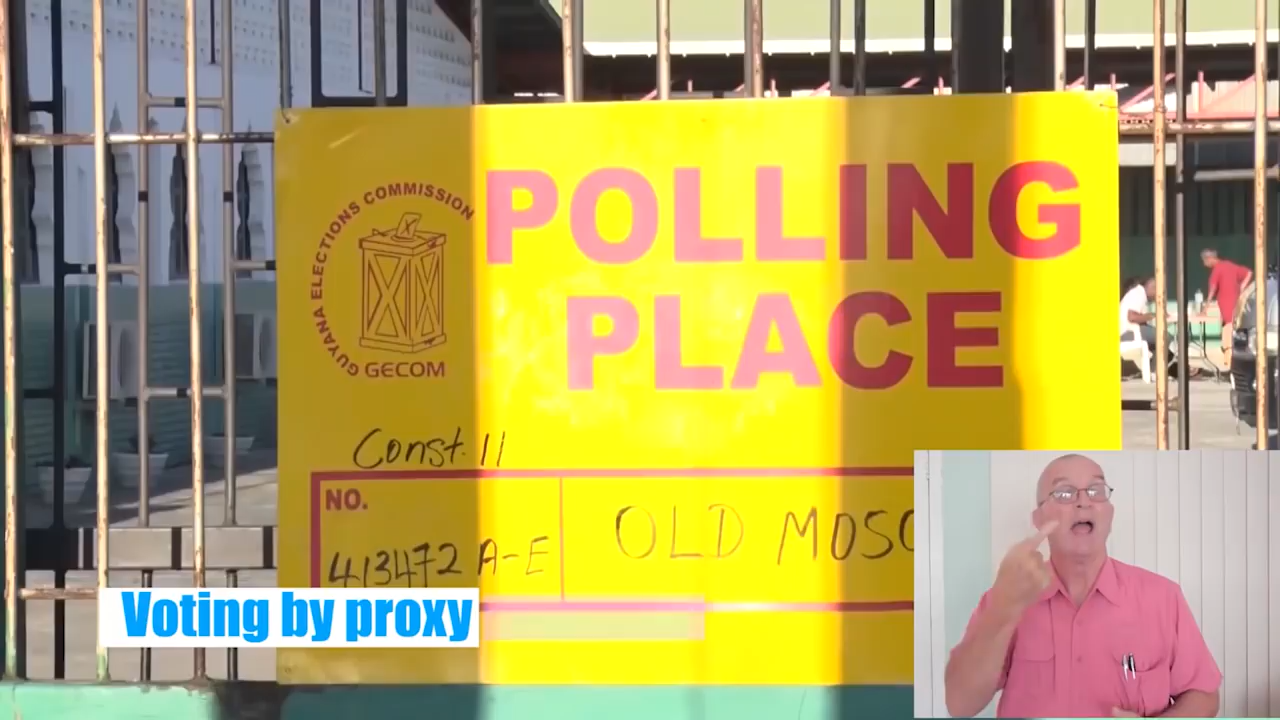 GUYANA ELECTIONS COMMISSION
GECOM
POLLING
PLACE
Const. 11
NO.
413472 A-E
OLD MOSQ
Voting by proxy